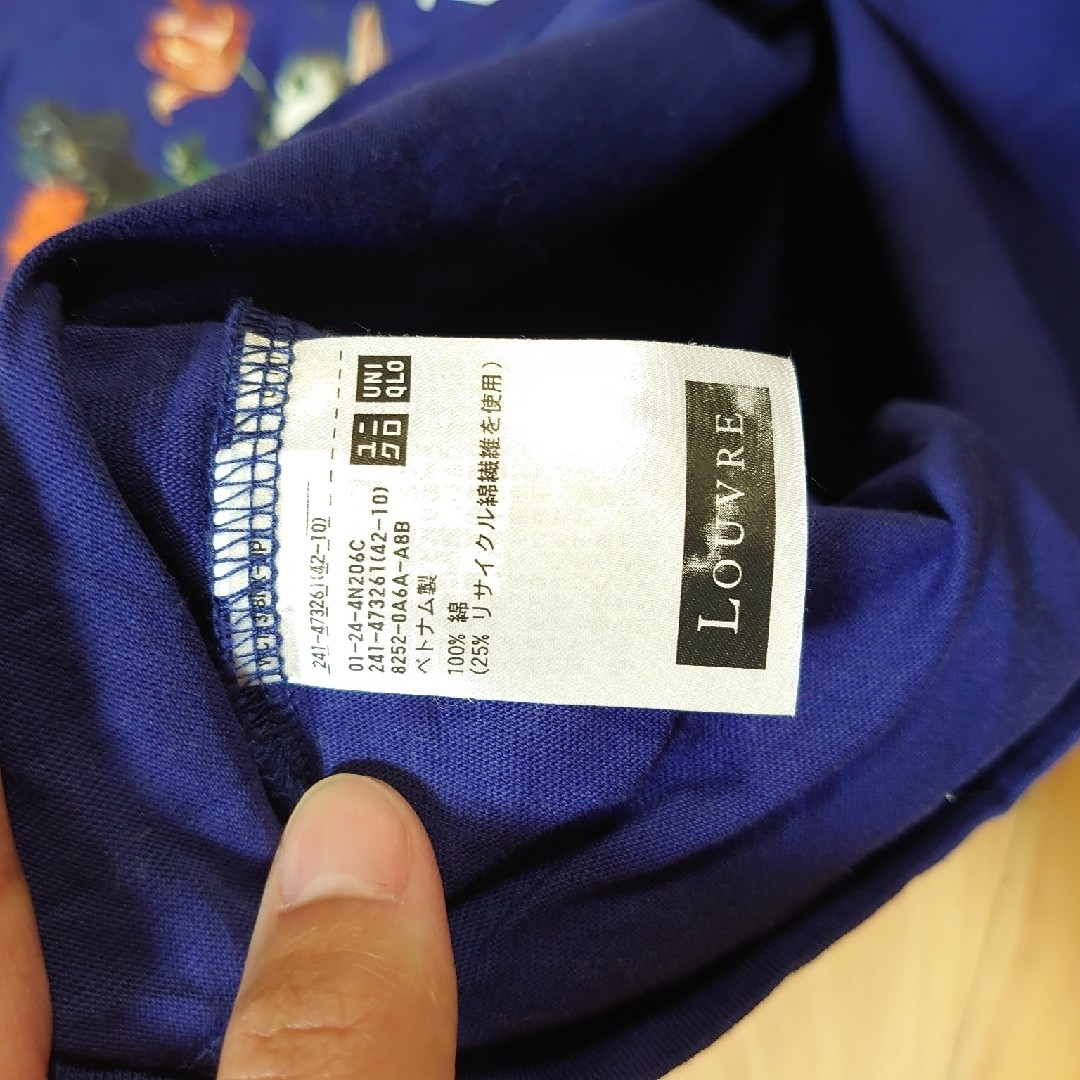 241-473261(42-10)
ユニクロ UNIQLO
01-24-4N206C
241-473261(42-10)
8252-0A6A-A8B
ベトナム製
100% 綿
(25% リサイクル綿繊維を使用)
LOUVRE